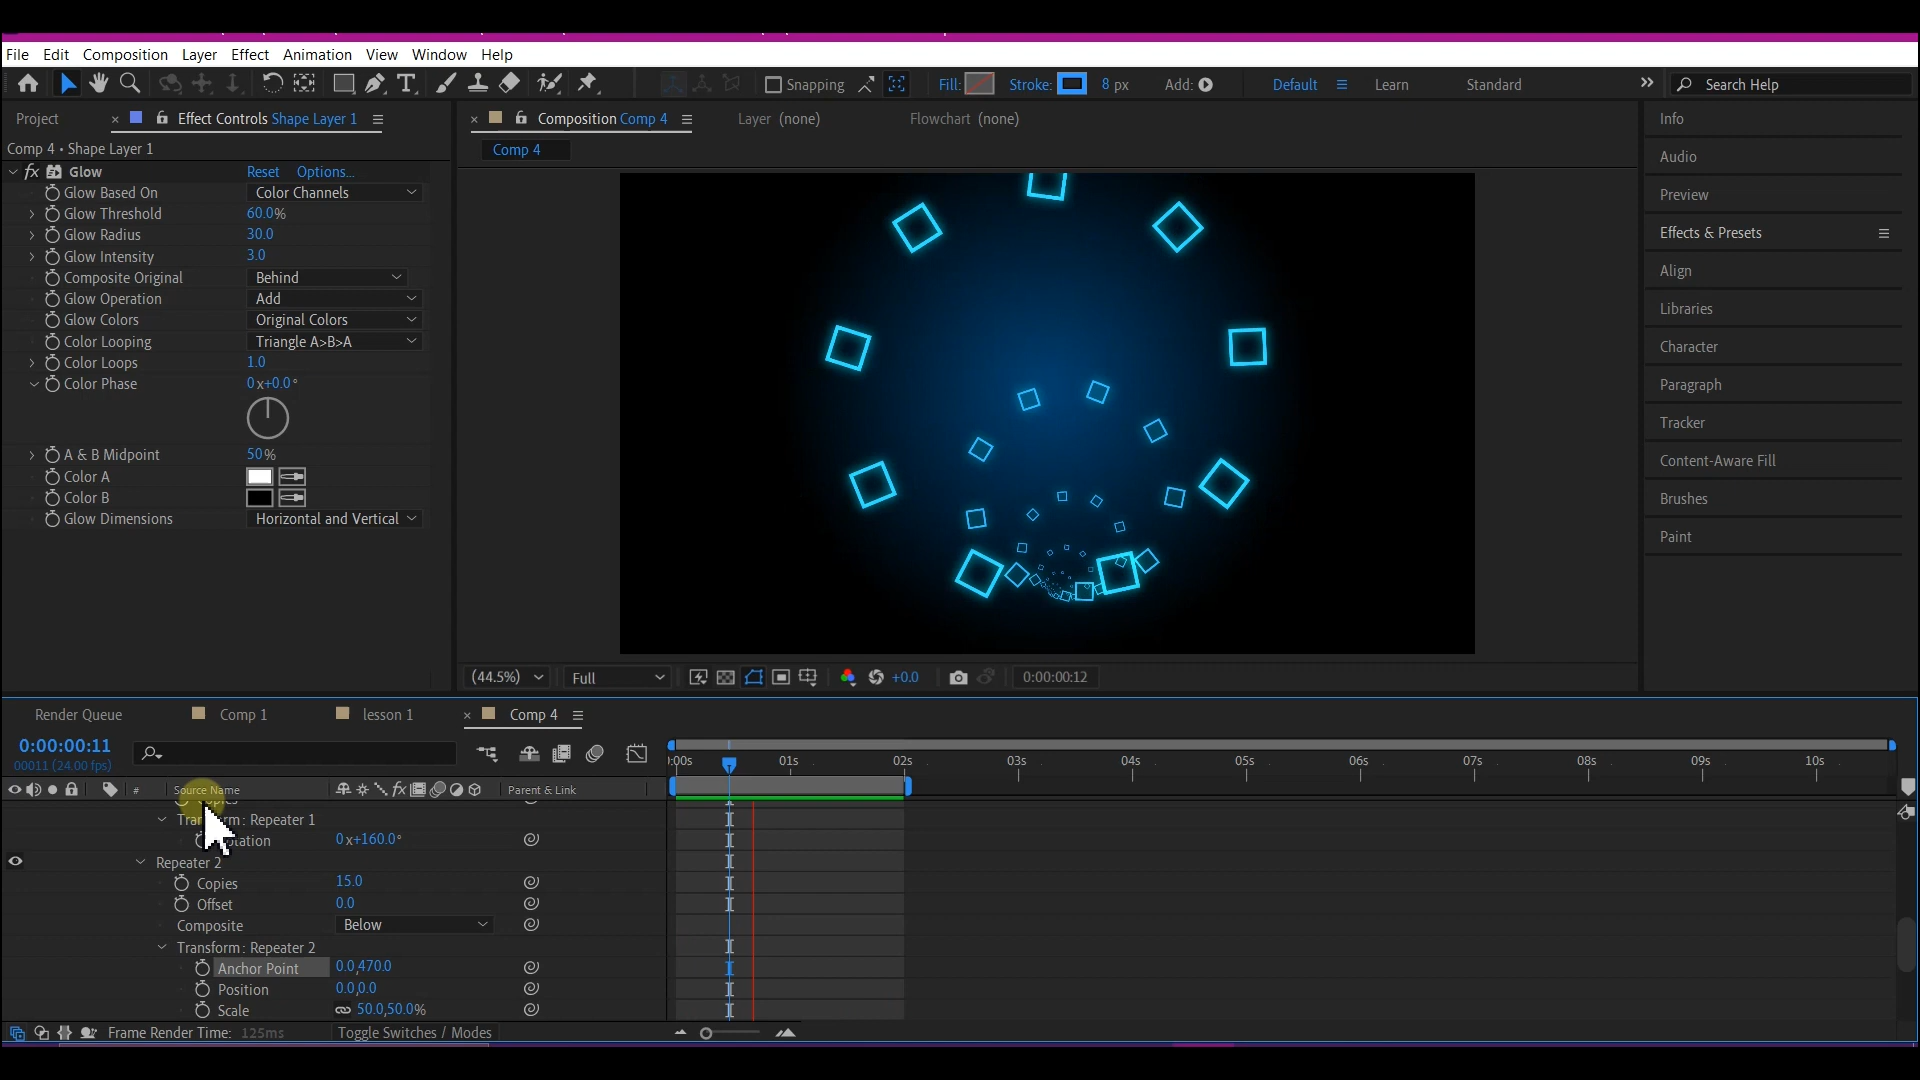 File Edit Composition Layer Effect Animation View Window Help
Snapping Fill: Stroke: 8 px Add: Default Learn Standard Search Help
Project Effect Controls Shape Layer 1 Composition Comp 4 Layer (none) Flowchart (none) Info
Comp 4 • Shape Layer 1 Comp 4
Audio
fx Glow Reset Options...
Glow Based On Color Channels
Preview
Glow Threshold 60.0%
Glow Radius 30.0 Effects & Presets
Glow Intensity 3.0
Composite Original Behind Align
Glow Operation Add
Glow Colors Original Colors Libraries
Color Looping Triangle A>B>A Character
Color Loops 1.0
Color Phase 0x+0.0° Paragraph
Tracker
A & B Midpoint 50% Content-Aware Fill
Color A
Color B Brushes
Glow Dimensions Horizontal and Vertical
Paint
(44.5%) Full +0.0 0:00:00:12
Render Queue Comp 1 lesson 1 Comp 4
0:00:00:11
00011 (24.00 fps) :00s 01s 02s 03s 04s 05s 06s 07s 08s 09s 10s
# Source Name fx Parent & Link
Transform: Repeater 1
0x+160.0°
Repeater 2
Copies 15.0
Offset 0.0
Composite Below
Transform: Repeater 2
Anchor Point 0.0,470.0
Position 0.0,0.0
Scale 50.0,50.0%
Frame Render Time: 125ms Toggle Switches / Modes